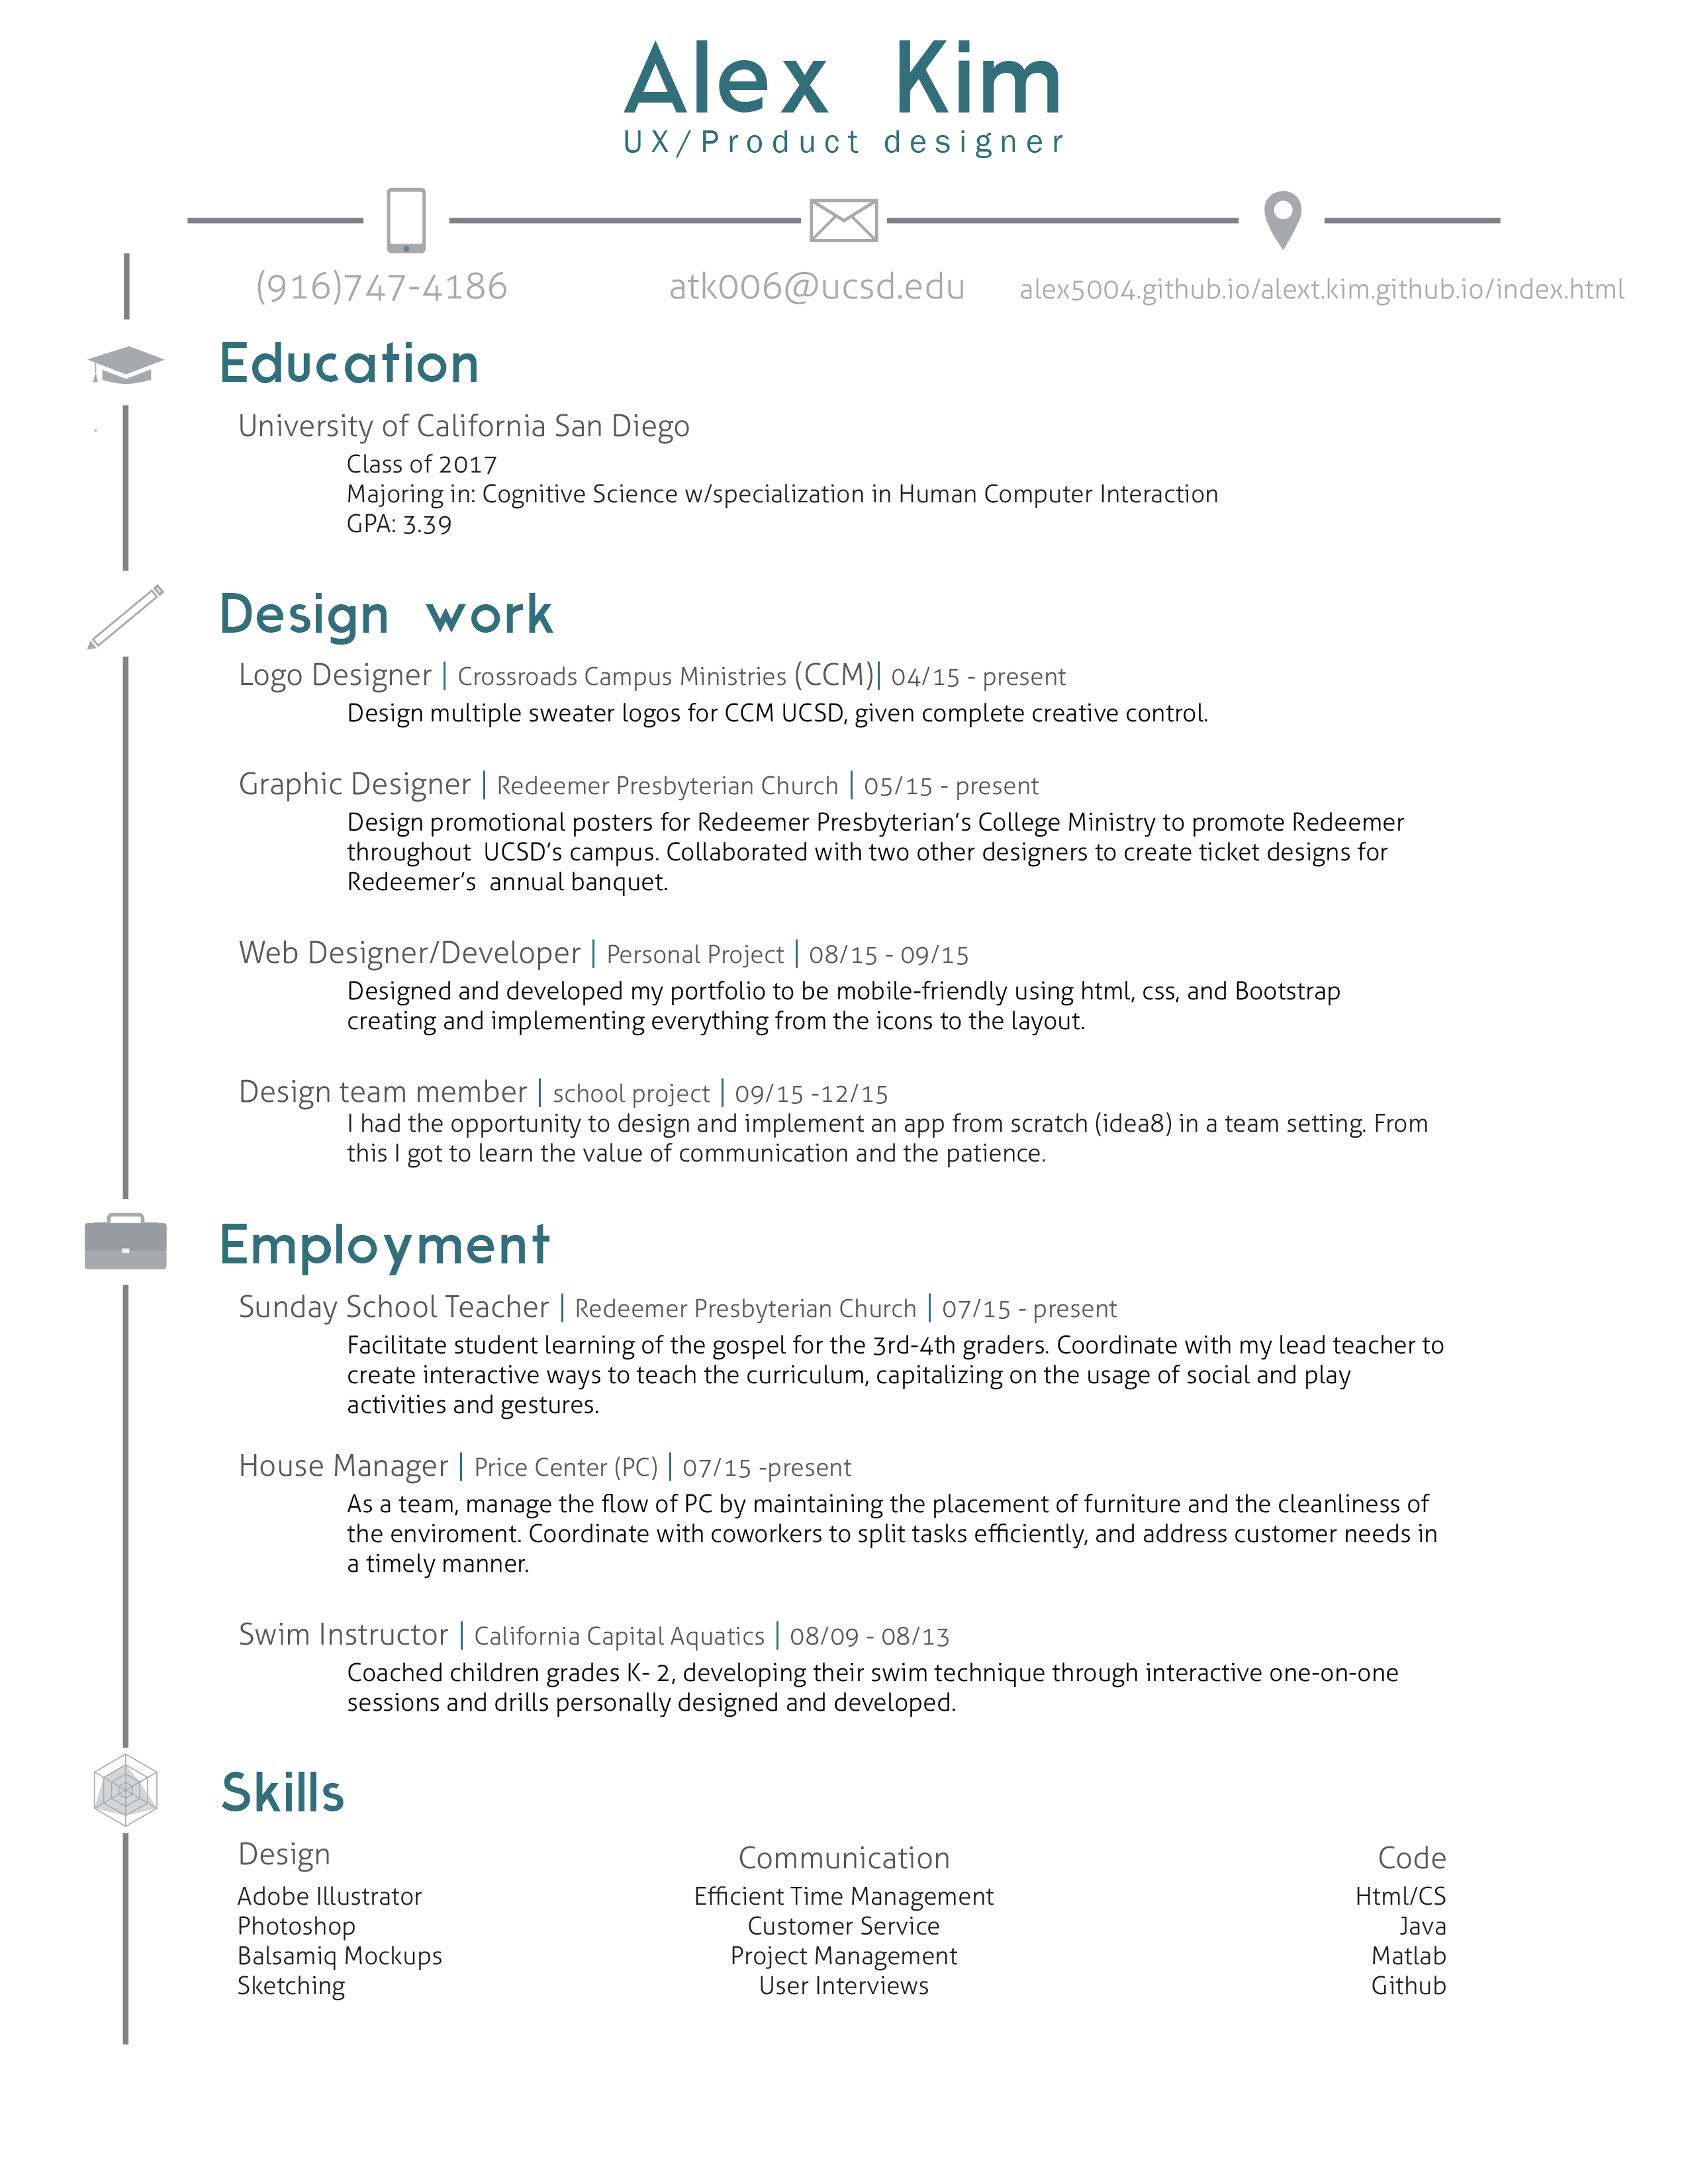 Alex Kim
UX/Product designer
(916)747-4186
atk006@ucsd.edu
alex5004.github.io/alext.kim.github.io/index.html
Education
University of California San Diego
Class of 2017
Majoring in: Cognitive Science w/specialization in Human Computer Interaction
GPA: 3.39
Design work
Logo Designer | Crossroads Campus Ministries (CCM)| 04/15 - present
Design multiple sweater logos for CCM UCSD, given complete creative control.
Graphic Designer | Redeemer Presbyterian Church | 05/15 - present
Design promotional posters for Redeemer Presbyterian's College Ministry to promote Redeemer
throughout  UCSD's campus. Collaborated with two other designers to create ticket designs for
Redeemer's  annual banquet.
Web Designer/Developer | Personal Project | 08/15 - 09/15
Designed and developed my portfolio to be mobile-friendly using html, css, and Bootstrap
creating and implementing everything from the icons to the layout.
Design team member | school project | 09/15 -12/15
I had the opportunity to design and implement an app from scratch (idea8) in a team setting. From
this I got to learn the value of communication and the patience.
Employment
Sunday School Teacher | Redeemer Presbyterian Church | 07/15 - present
Facilitate student learning of the gospel for the 3rd-4th graders. Coordinate with my lead teacher to
create interactive ways to teach the curriculum, capitalizing on the usage of social and play
activities and gestures.
House Manager | Price Center (PC) | 07/15 -present
As a team, manage the flow of PC by maintaining the placement of furniture and the cleanliness of
the enviroment. Coordinate with coworkers to split tasks efficiently, and address customer needs in
a timely manner.
Swim Instructor | California Capital Aquatics | 08/09 - 08/13
Coached children grades K- 2, developing their swim technique through interactive one-on-one
sessions and drills personally designed and developed.
Skills
Design
Adobe Illustrator
Photoshop
Balsamiq Mockups
Sketching
Communication
Efficient Time Management
Customer Service
Project Management
User Interviews
Code
Html/CS
Java
Matlab
Github